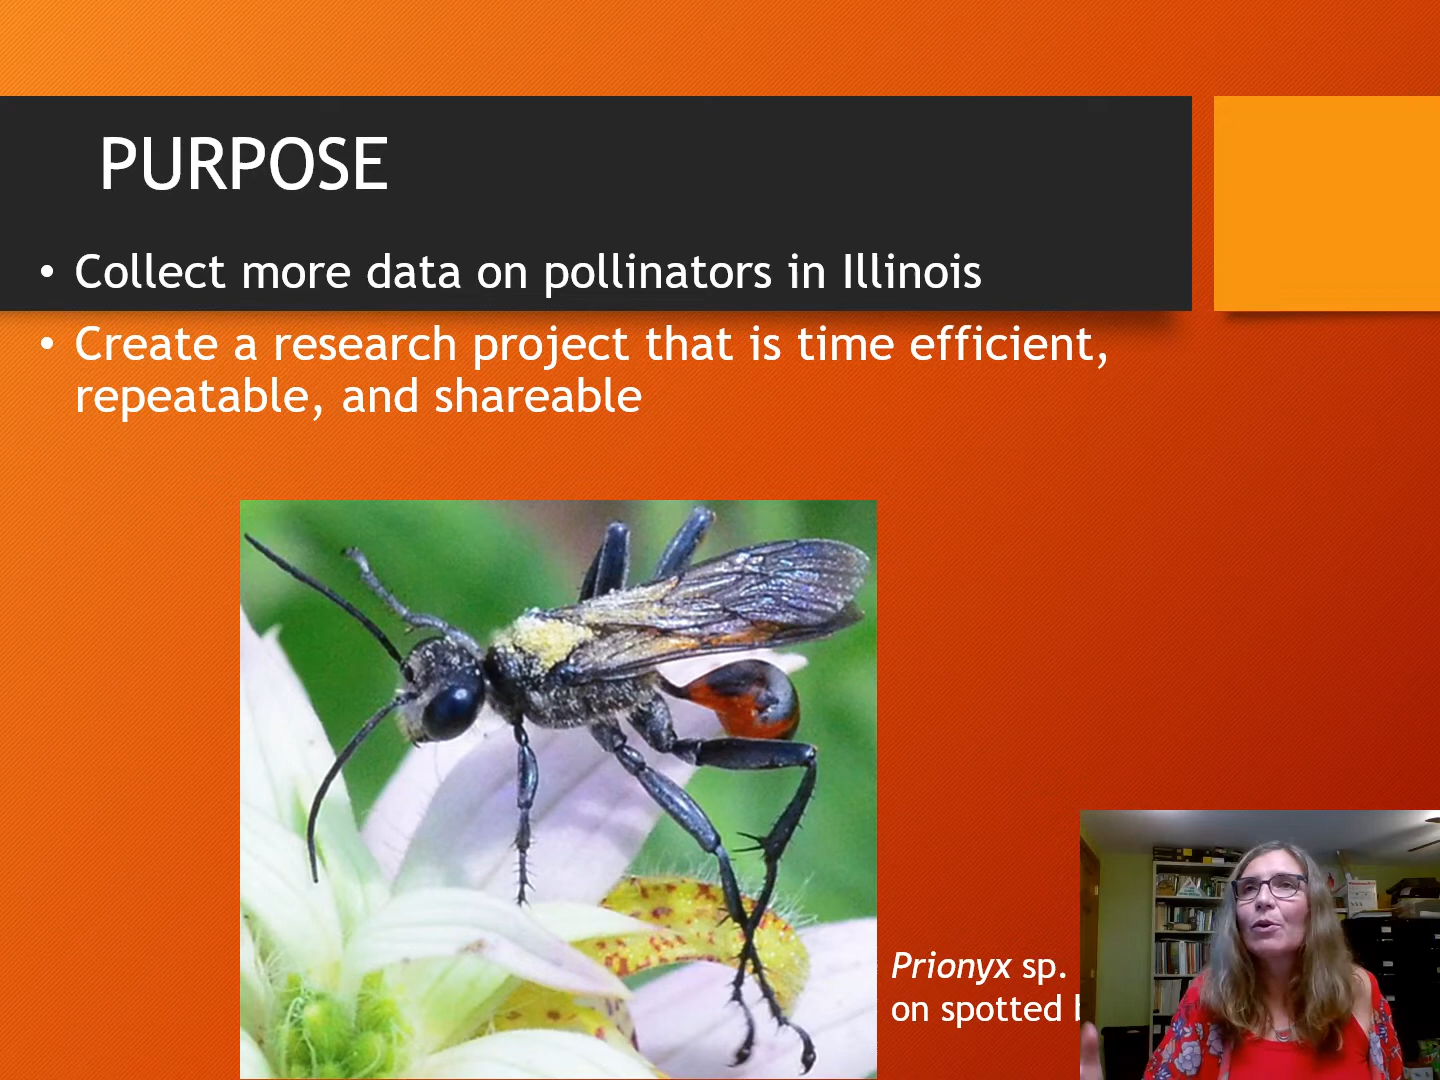 PURPOSE
• Collect more data on pollinators in Illinois
• Create a research project that is time efficient,
repeatable, and shareable
Prionyx sp.
on spotted